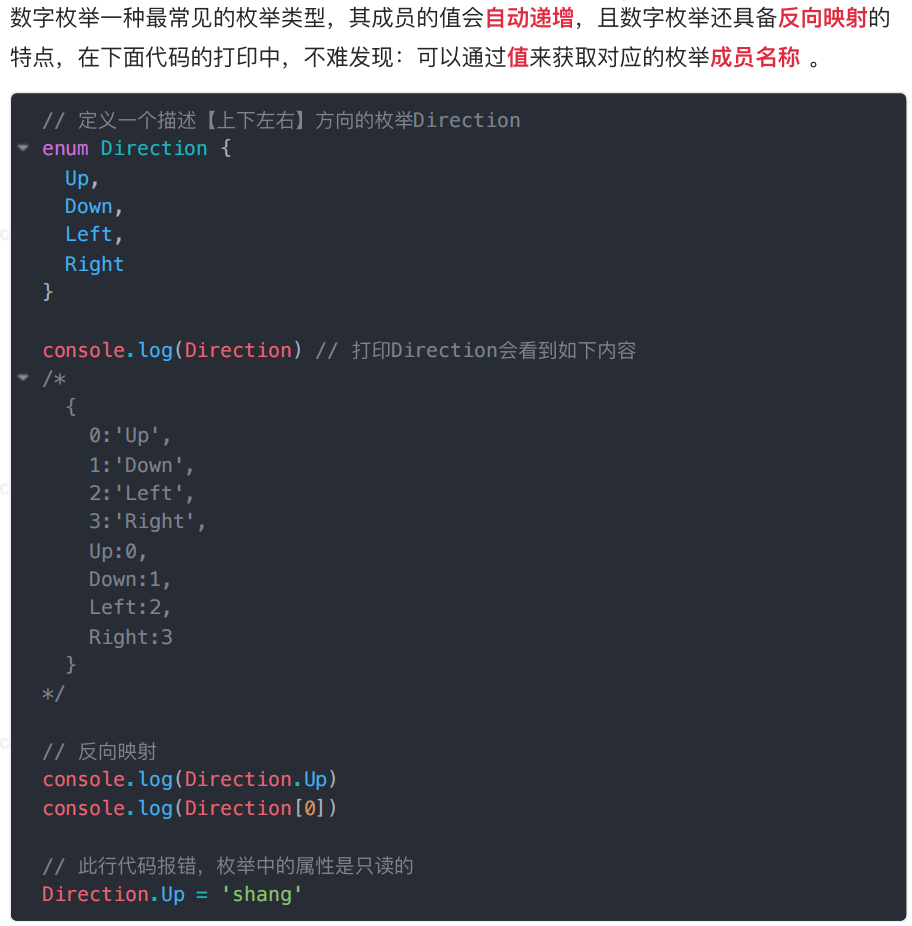 数字枚举一种最常见的枚举类型，其成员的值会自动递增，且数字枚举还具备反向映射的
特点，在下面代码的打印中，不难发现：可以通过值来获取对应的枚举成员名称 。
// 定义一个描述【上下左右】方向的枚举Direction
enum Direction {
  Up,
  Down,
  Left,
  Right
}
console.log(Direction) // 打印Direction会看到如下内容
/*
  {
    0:'Up',
    1:'Down',
    2:'Left',
    3:'Right',
    Up:0,
    Down:1,
    Left:2,
    Right:3
  }
*/
// 反向映射
console.log(Direction.Up)
console.log(Direction[0])
// 此行代码报错，枚举中的属性是只读的
Direction.Up = 'shang'